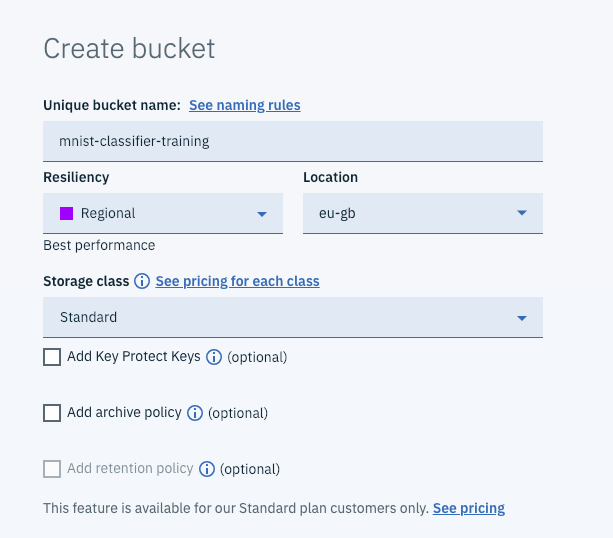 Create bucket
Unique bucket name: See naming rules
mnist-classifier-training
Resiliency
Location
Regional
eu-gb
Best performance
Storage class See pricing for each class
Standard
Add Key Protect Keys (optional)
Add archive policy (optional)
Add retention policy (optional)
This feature is available for our Standard plan customers only. See pricing